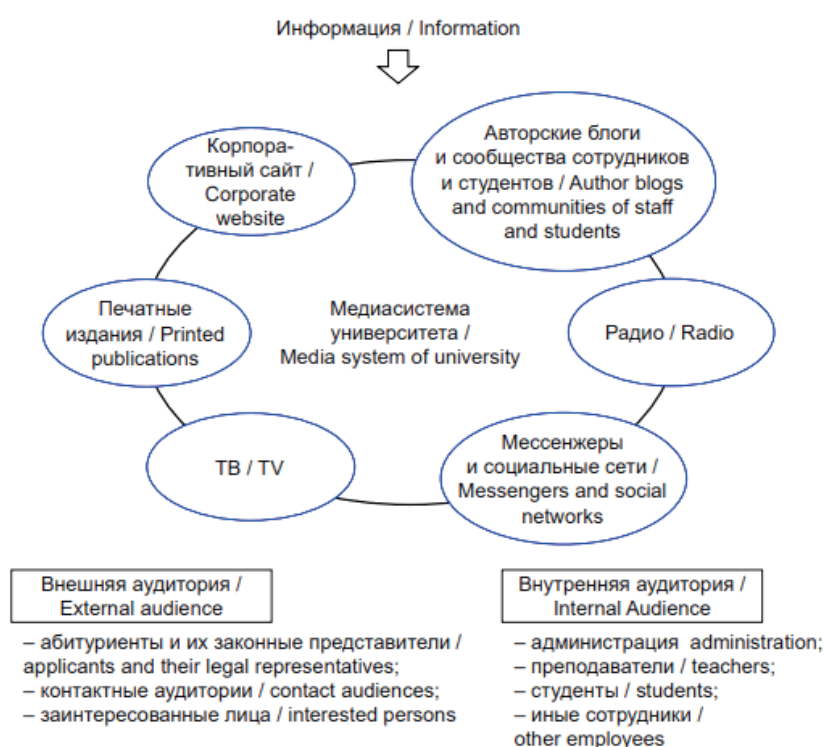 Информация / Information
Корпора-
тивный сайт /
Corporate
website
Авторские блоги
и сообщества сотрудников
и студентов / Author blogs
and communities of staff
and students
Печатные
издания / Printed
publications
Медиасистема
университета /
Media system of university
Радио / Radio
ТВ / TV
Мессенжеры
и социальные сети /
Messengers and social
networks
Внешняя аудитория /
External audience
– абитуриенты и их законные представители /
applicants and their legal representatives;
– контактные аудитории / contact audiences;
– заинтересованные лица / interested persons
Внутренняя аудитория /
Internal Audience
– администрация administration;
– преподаватели / teachers;
– студенты / students;
– иные сотрудники /
other employees